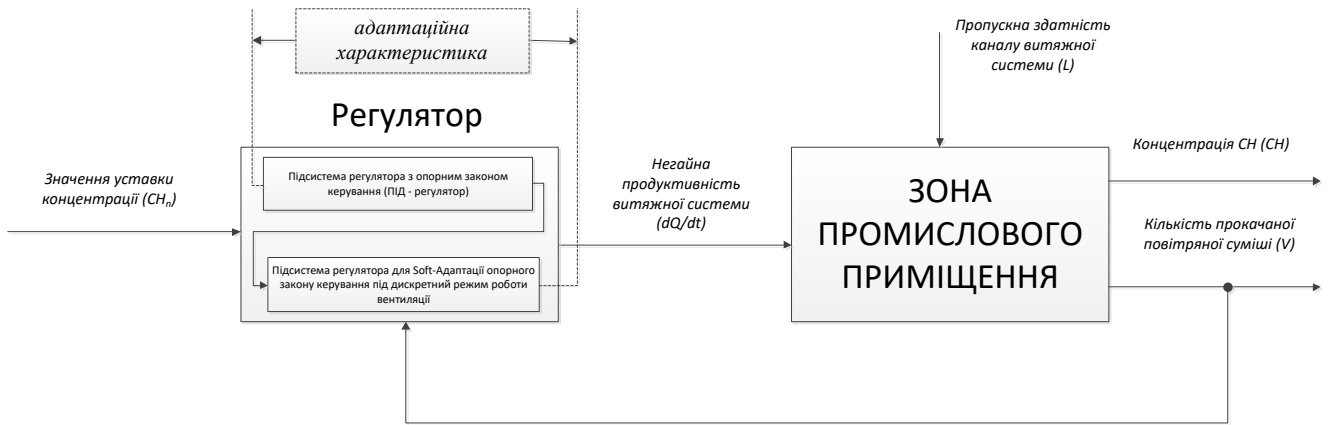 адаптаційна
характеристика
Регулятор
Значення уставки
концентрації (CHn)
Підсистема регулятора з опорним законом
керування (ПІД - регулятор)
Підсистема регулятора для Soft-Адаптації опорного
закону керування під дискретний режим роботи
вентиляції
Негайна
продуктивність
витяжної системи
(dQ/dt)
Пропускна здатність
каналу витяжної
системи (L)
ЗОНА
ПРОМИСЛОВОГО
ПРИМІЩЕННЯ
Концентрація CH (CH)
Кількість прокачаної
повітряної суміші (V)